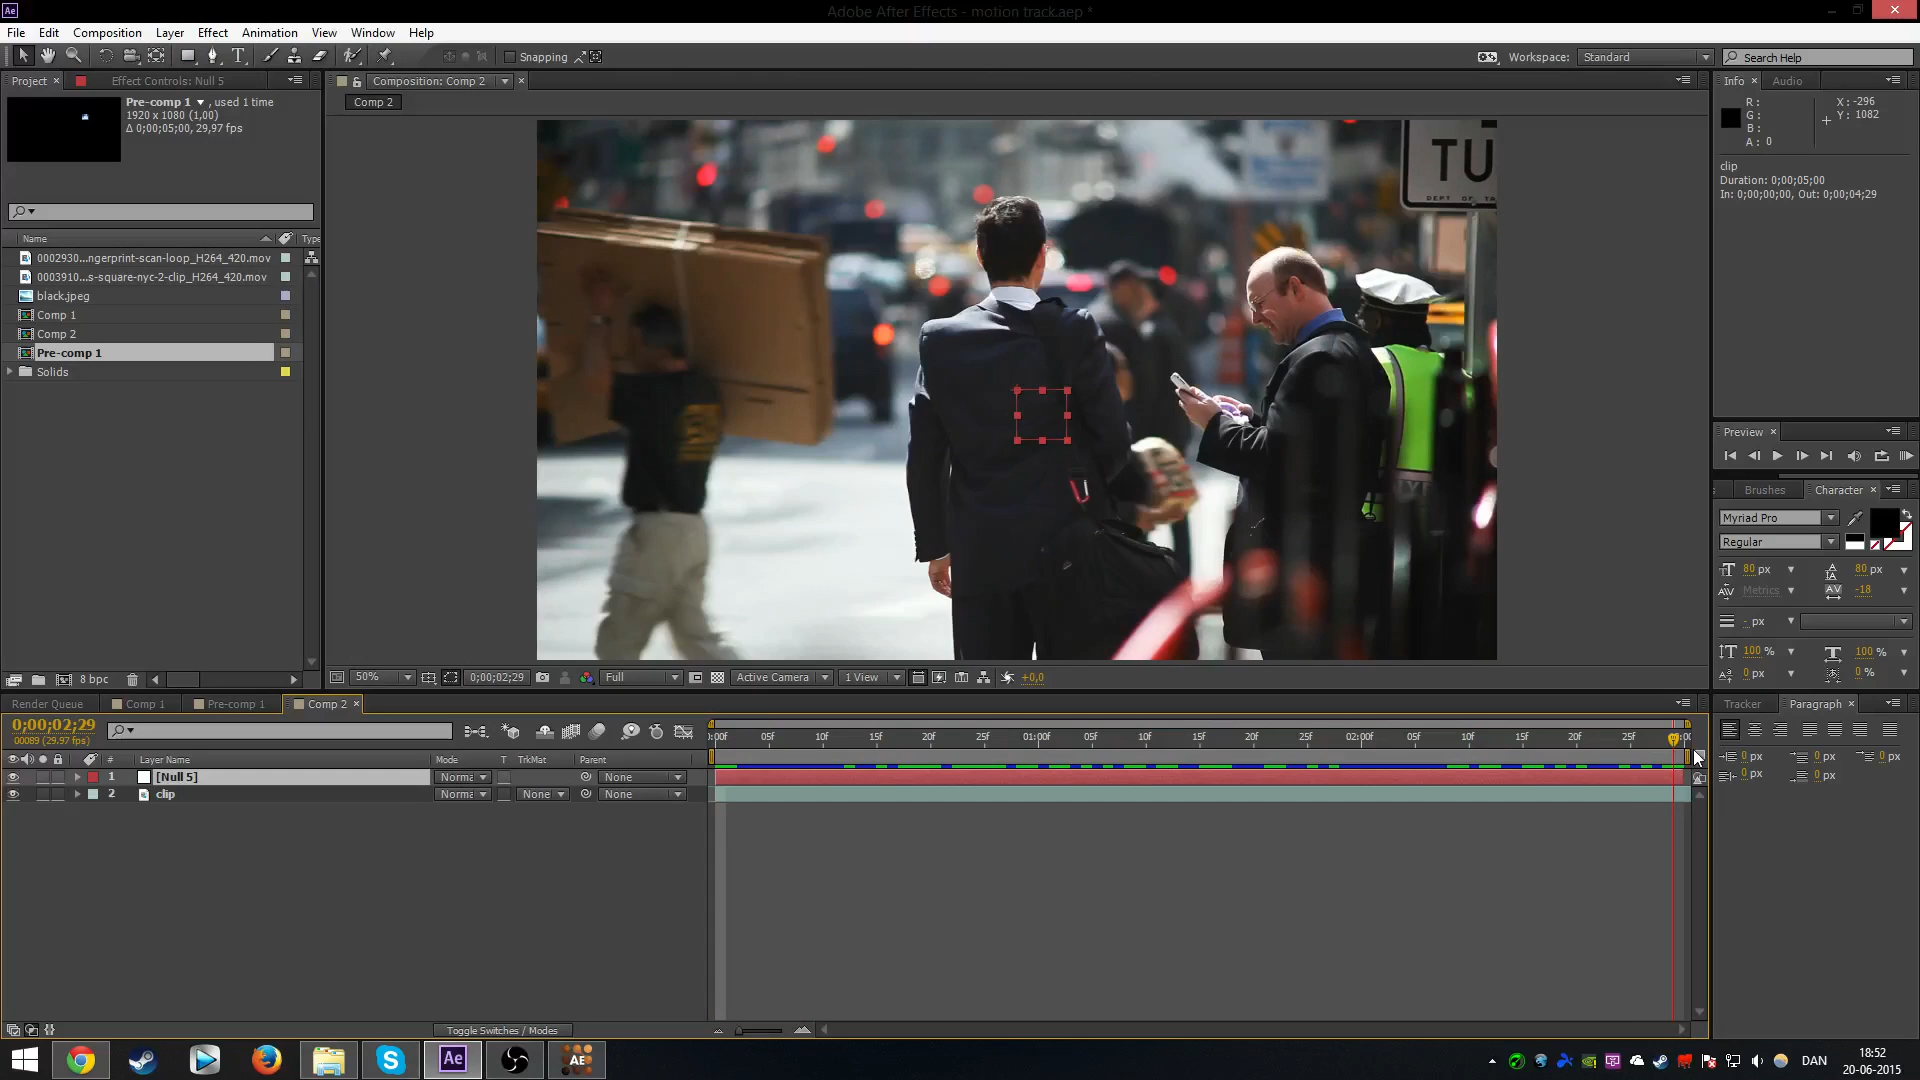 Ae
Adobe After Effects - motion track.aep *
File Edit Composition Layer Effect Animation View Window Help
Snapping
Workspace: Standard
Search Help
Project × Effect Controls: Null 5
Pre-comp 1 ▼ , used 1 time
1920 x 1080 (1,00)
Δ 0;00;05;00, 29,97 fps
Name Type
0002930...ngerprint-scan-loop_H264_420.mov
0003910...s-square-nyc-2-clip_H264_420.mov
black.jpeg
Comp 1
Comp 2
Pre-comp 1
Solids
8 bpc
Composition: Comp 2 ×
Comp 2
TU
DEPT OF
50% 0;00;02;29 Full Active Camera 1 View +0,0
Info × Audio
R : X : -296
G : Y : 1082
B :
A : 0
clip
Duration: 0;00;05;00
In: 0;00;00;00, Out: 0;00;04;29
Preview ×
Brushes Character ×
Myriad Pro
Regular
80 px 80 px
Metrics AV -18
- px
100 % 100 %
0 px 0 %
Tracker Paragraph ×
0 px 0 px 0 px
0 px 0 px
Render Queue Comp 1 Pre-comp 1 Comp 2 ×
0;00;02;29
00089 (29.97 fps)
):00f 05f 10f 15f 20f 25f 01:00f 05f 10f 15f 20f 25f 02:00f 05f 10f 15f 20f 25f
# Layer Name Mode T TrkMat Parent
1 [Null 5] Norma None
2 clip Norma None None
Toggle Switches / Modes
S Ae AE
DAN
18:52
20-06-2015